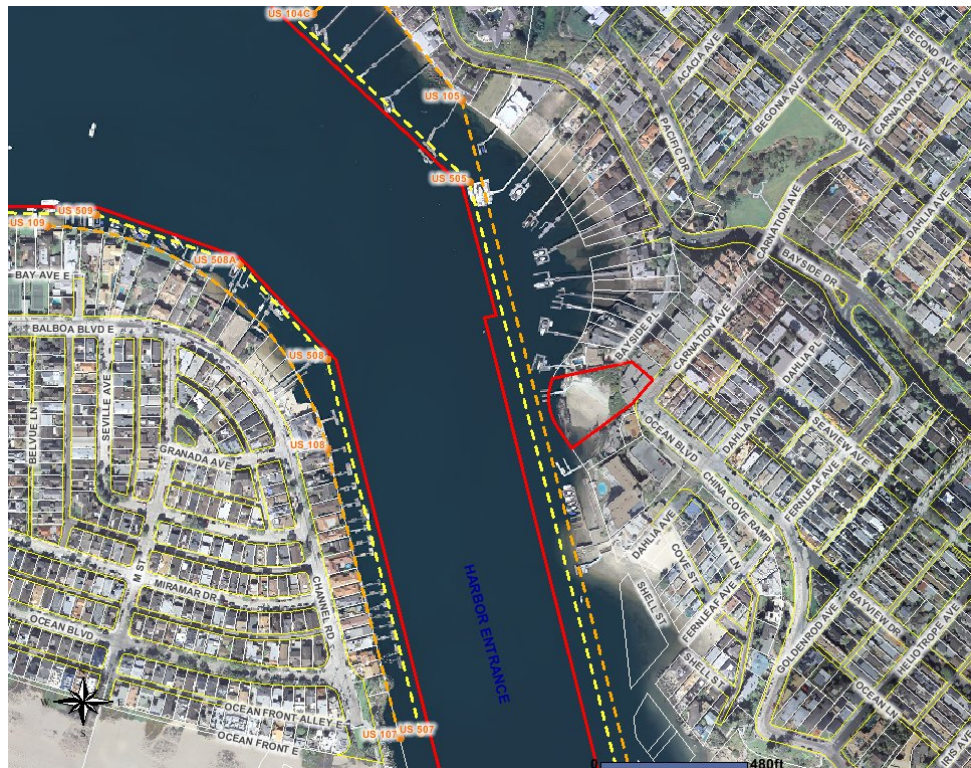 US 104C
US 105
US 505
US 509
US 109
US 508A
US 508
US 108
US 107
US 507
BAY AVE E
BALBOA BLVD E
BELVUE LN
SEVILLE AVE
GRANADA AVE
M ST
MIRAMAR DR
OCEAN BLVD
CHANNEL RD
OCEAN FRONT ALLEY E
OCEAN FRONT E
E
HARBOR ENTRANCE
ACACIA AVE
SECOND AVE
BEGONIA AVE
FIRST AVE
CARNATION AVE
PACIFIC DR
DAHLIA AVE
CARNATION AVE
BAYSIDE DR
BAYSIDE PL
CARNATION AVE
DAHLIA PL
OCEAN BLVD
DAHLIA AVE
SEAVIEW AVE
CHINA COVE RAMP
FERNLEAF AVE
DAHLIA AVE
COVE ST
WAY LN
FERNLEAF AVE
SHELL ST
SHELL ST
GOLDENROD AVE
BAYVIEW DR
HELIOTROPE AVE
OCEAN LN
IRIS AVE
0 480ft